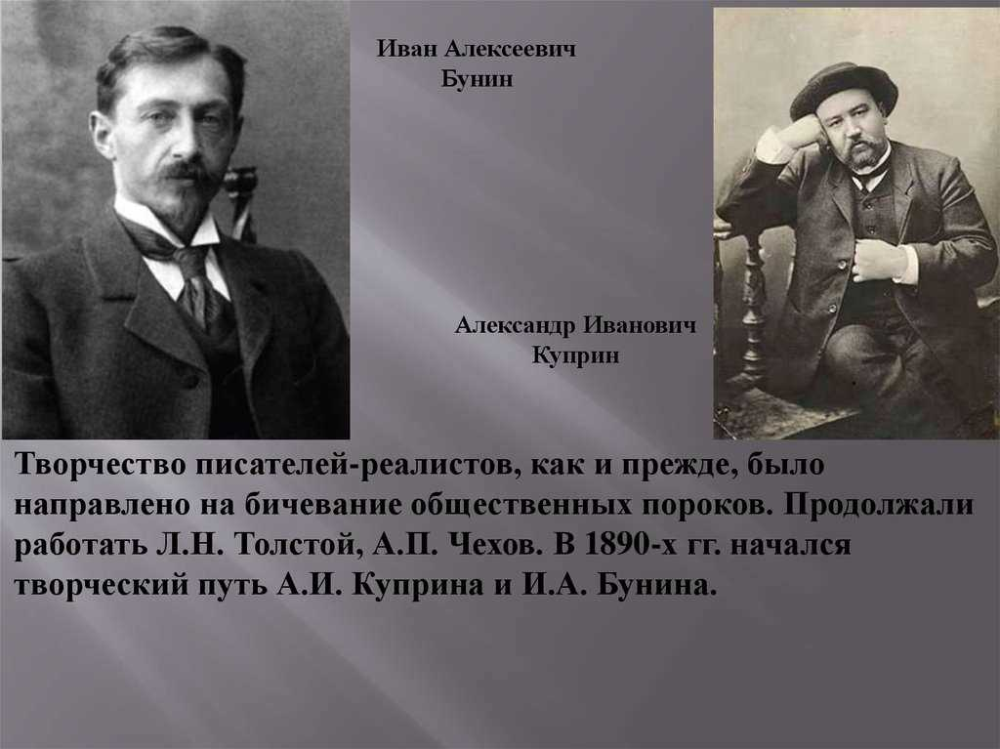 Иван Алексеевич
Бунин
Александр Иванович
Куприн
Творчество писателей-реалистов, как и прежде, было
направлено на бичевание общественных пороков. Продолжали
работать Л.Н. Толстой, А.П. Чехов. В 1890-х гг. начался
творческий путь А.И. Куприна и И.А. Бунина.